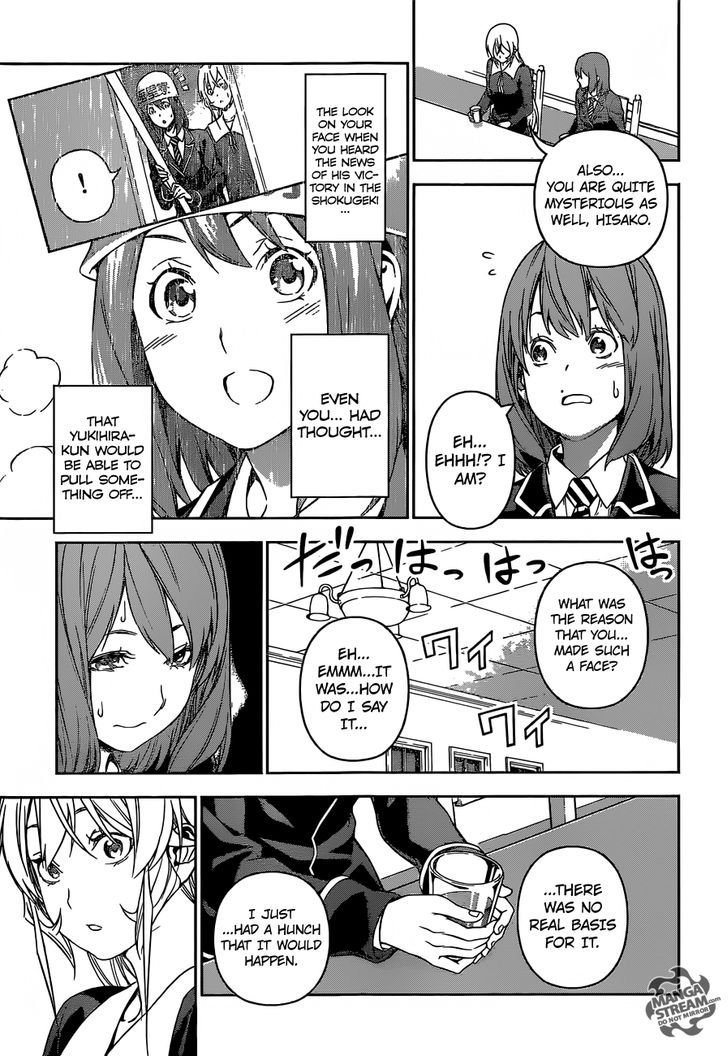 ALSO...
YOU ARE QUITE
MYSTERIOUS AS
WELL, HISAKO.
EH...
EHHH!? I
AM?
THE LOOK
ON YOUR
FACE WHEN
YOU HEARD
THE NEWS
OF HIS VIC-
TORY IN THE
SHOKUGEKI
...
!
EVEN
YOU... HAD
THOUGHT...
THAT
YUKIHIRA-
KUN WOULD
BE ABLE TO
PULL SOM-
ETHING OFF...
だっはっはっはっ
WHAT WAS
THE REASON
THAT YOU...
MADE SUCH
A FACE?
ワイ
ワイ
EH...
EMMM...IT
WAS...HOW
DO I SAY
IT...
...THERE
WAS NO
REAL BASIS
FOR IT.
I JUST
...HAD A HUNCH
THAT IT WOULD
HAPPEN.
MANGA
STREAM.com
DO NOT MIRROR!